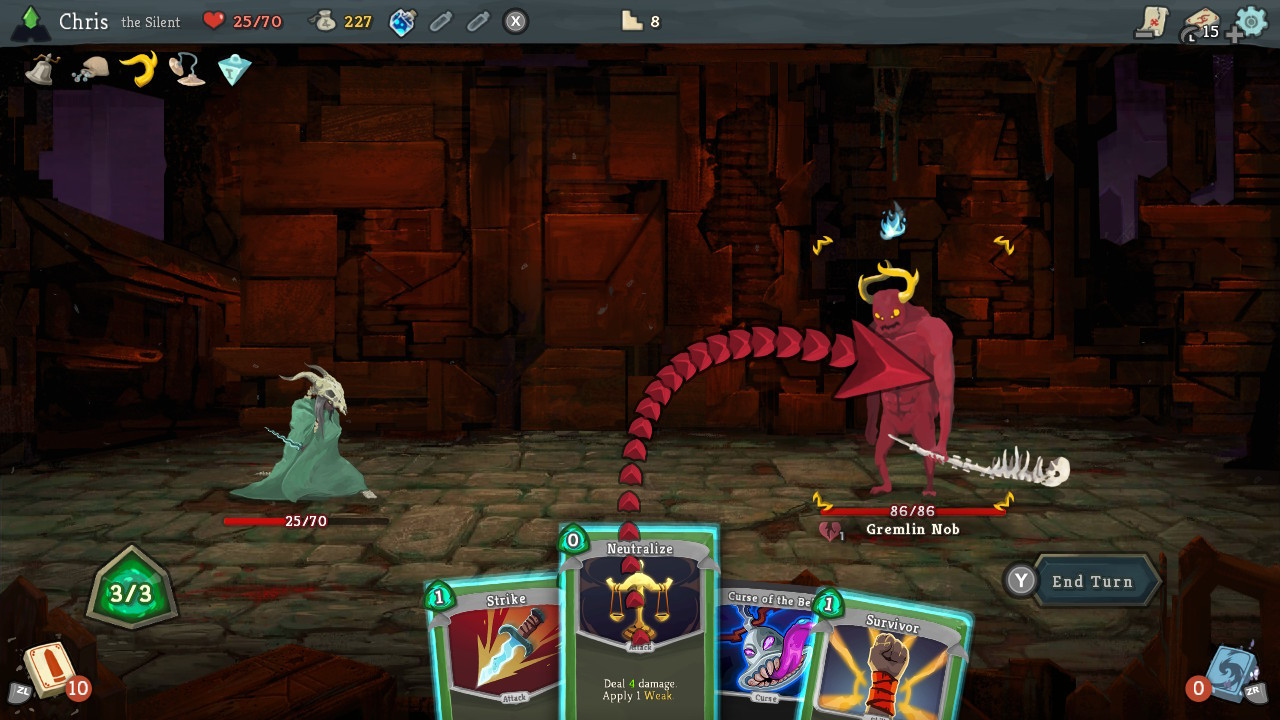 Chris the Silent 25/70 227 X 8 15
L
T
25/70
86/86
1 Gremlin Nob
3/3
Y End Turn
0 Neutralize
1 Strike
Curse of the Be
1 Survivor
Attack
Deal 4 damage.
Apply 1 Weak.
Attack
Curse
ZL 10
0 ZR